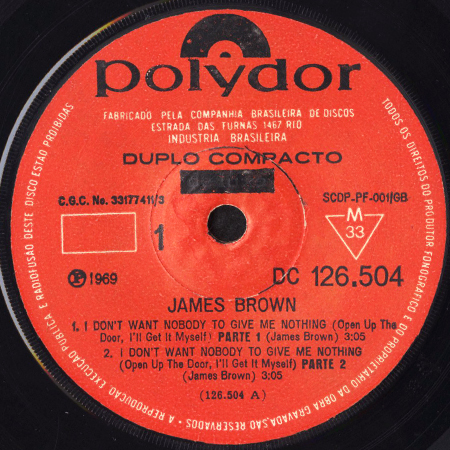 polydor
FABRICADO PELA COMPANHIA BRASILEIRA DE DISCOS
ESTRADA DAS FURNAS 1467 RIO
INDUSTRIA BRASILEIRA
DUPLO COMPACTO
C.G.C. No. 33177411/3
SCDP-PF-001/GB
1
M
33
Ⓟ 1969
DC 126.504
JAMES BROWN
1. I DON'T WANT NOBODY TO GIVE ME NOTHING (Open Up The
Door, I'll Get It Myself) PARTE 1 (James Brown) 3:05
2. I DON'T WANT NOBODY TO GIVE ME NOTHING
(Open Up The Door, I'll Get It Myself) PARTE 2
(James Brown) 3:05
(126.504 A)
TODOS OS DIREITOS DO PRODUTOR FONOGRAFICO E DO PROPRIETARIO DA OBRA GRAVADA, SÃO RESERVADOS • A REPRODUÇÃO EXECUÇÃO PUBLICA E RADIOFUSÃO DESTE DISCO ESTÃO PROIBIDAS